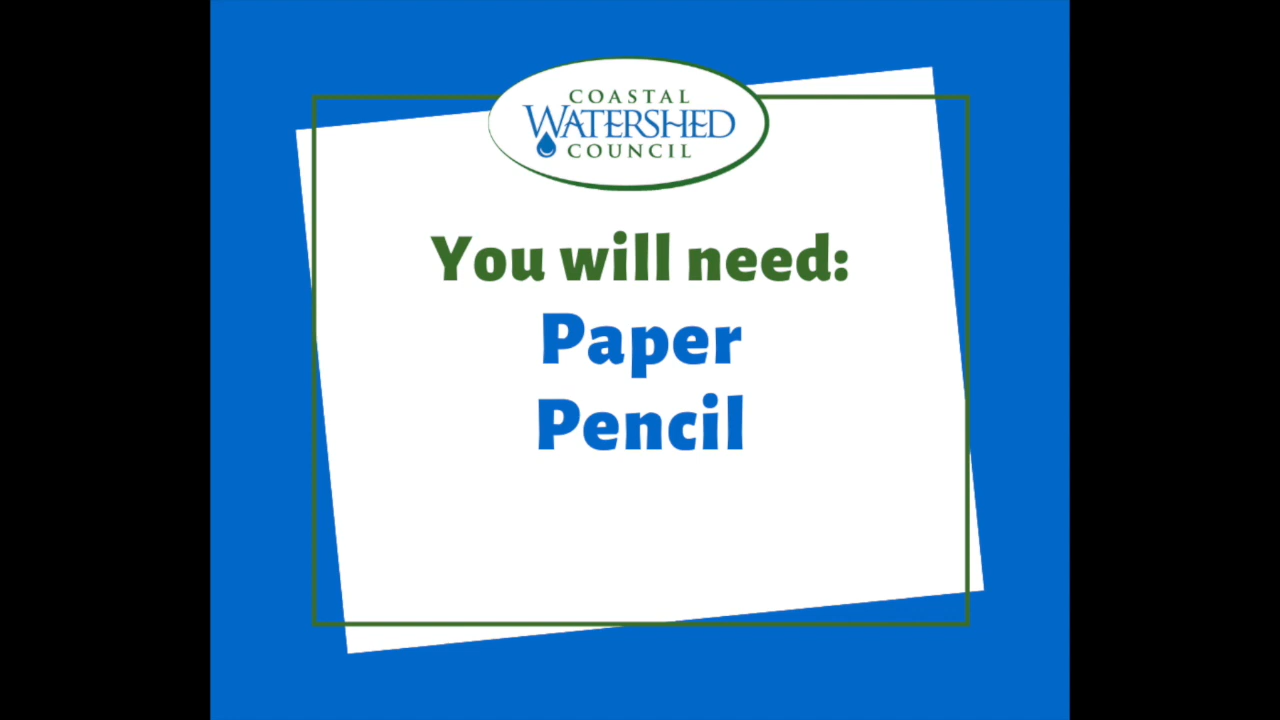 COASTAL
WATERSHED
COUNCIL
You will need:
Paper
Pencil